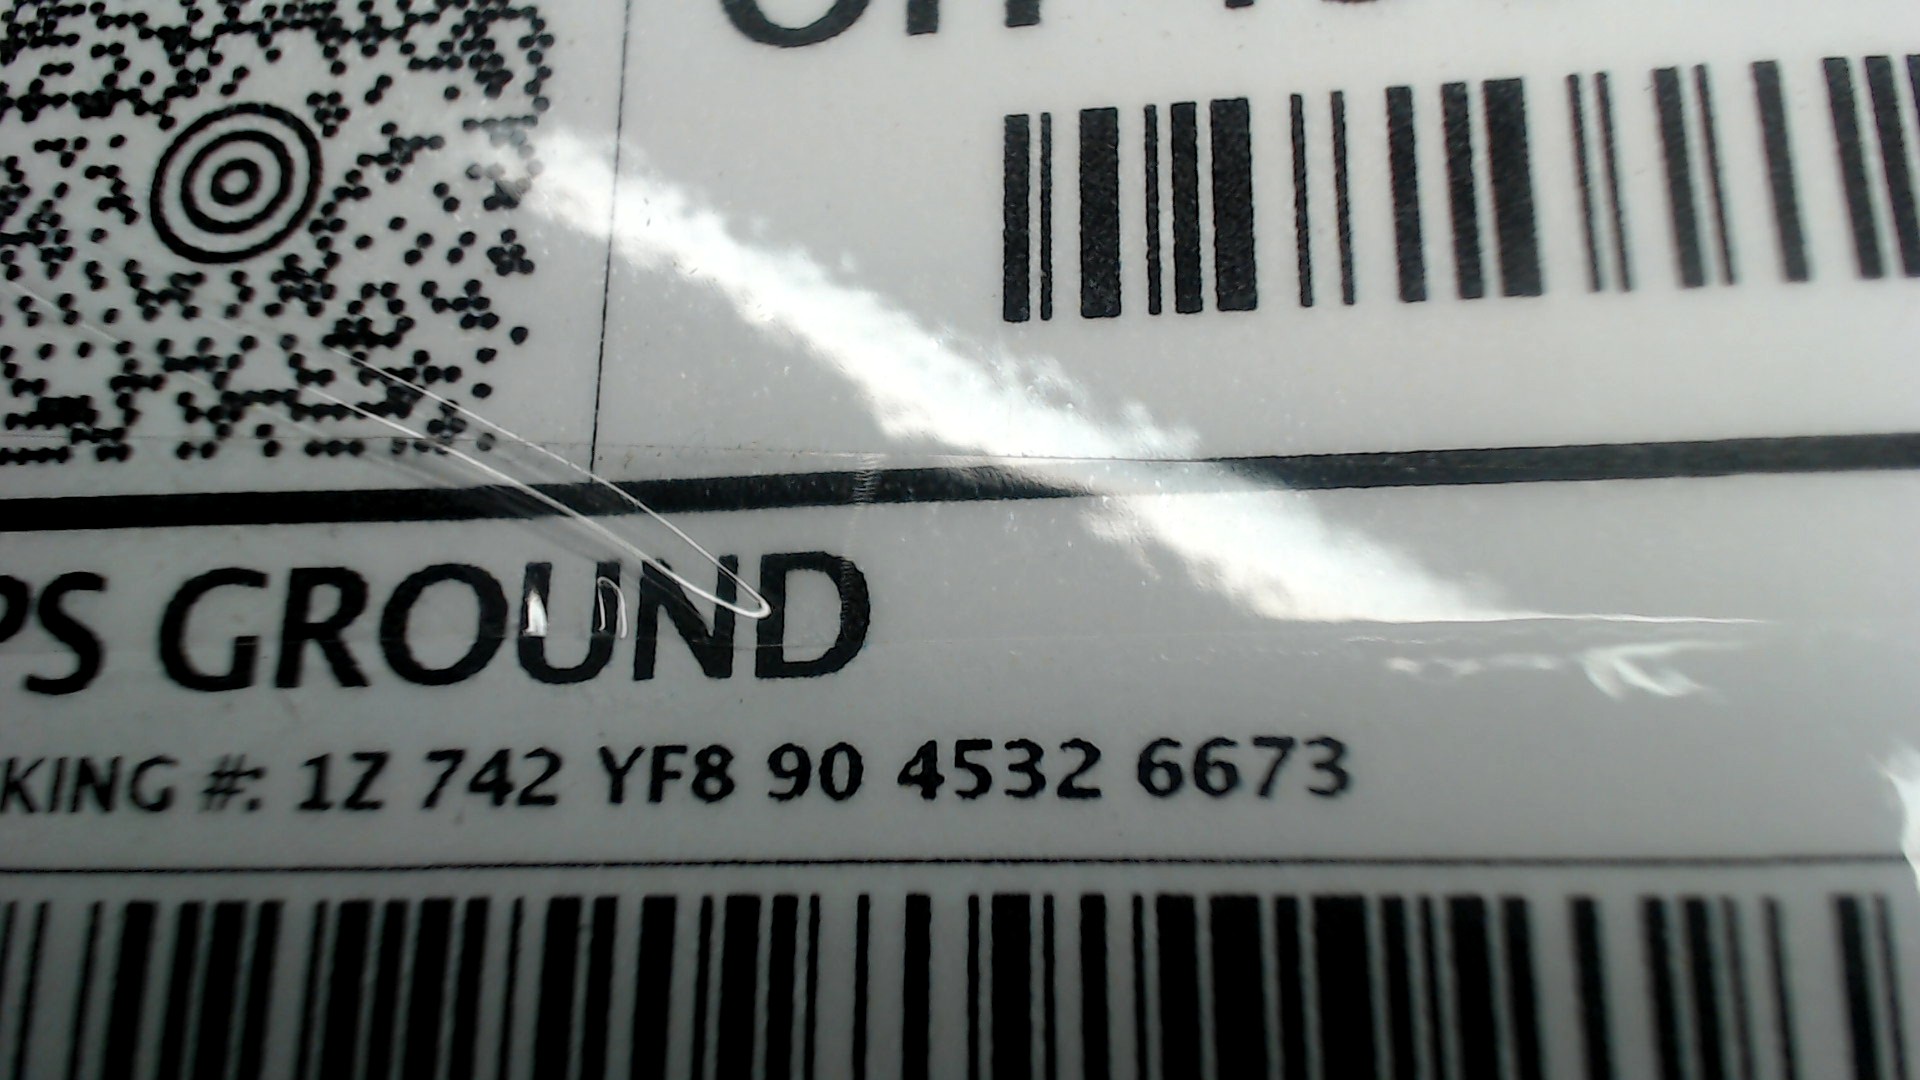 PS GROUND
KING #: 1Z 742 YF8 90 4532 6673